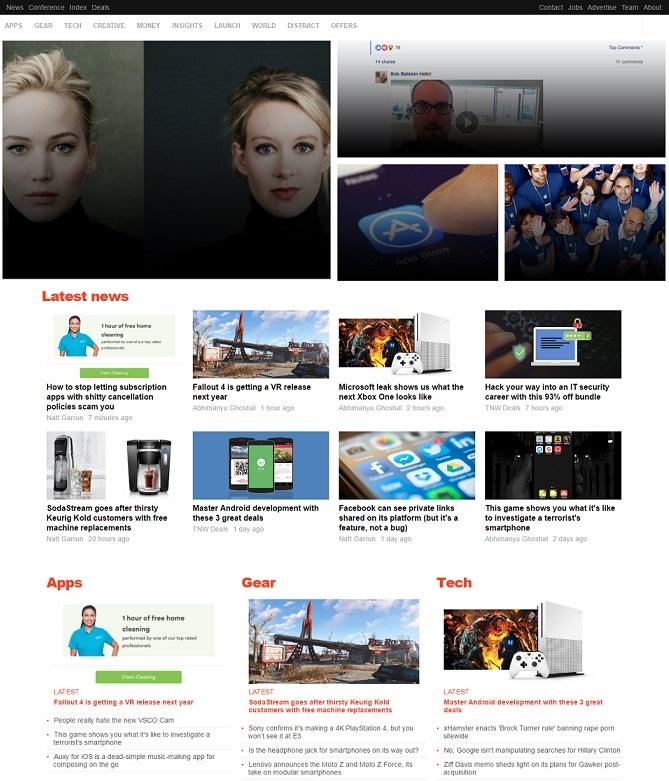 News Conference Index Deals
Contact Jobs Advertise Team About
APPS GEAR TECH CREATIVE MONEY INSIGHTS LAUNCH WORLD DISTRACT OFFERS
78
Top Comments
14 shares
11 comments
Bob Baldwin Hello!
Notes
App Store
Latest news
1 hour of free home
cleaning
performed by one of our top rated
professionals
Claim Cleaning
How to stop letting subscription
apps with shitty cancellation
policies scam you
Natt Garrun 7 minutes ago
Fallout 4 is getting a VR release
next year
Abhimanyu Ghoshal 1 hour ago
Microsoft leak shows us what the
next Xbox One looks like
Abhimanyu Ghoshal 2 hours ago
Hack your way into an IT security
career with this 93% off bundle
TNW Deals 7 hours ago
SodaStream goes after thirsty
Keurig Kold customers with free
machine replacements
Natt Garrun 20 hours ago
Master Android development with
these 3 great deals
TNW Deals 1 day ago
Facebook
Messenger
Twitter
Facebook can see private links
shared on its platform (but it's a
feature, not a bug)
Natt Garrun 1 day ago
This game shows you what it's like
to investigate a terrorist's
smartphone
Abhimanyu Ghoshal 2 days ago
Apps
1 hour of free home
cleaning
performed by one of our top rated
professionals
Claim Cleaning
LATEST
Fallout 4 is getting a VR release next year
People really hate the new VSCO Cam
This game shows you what it's like to investigate a
terrorist's smartphone
Auxy for iOS is a dead-simple music-making app for
composing on the go
Gear
LATEST
SodaStream goes after thirsty Keurig Kold
customers with free machine replacements
Sony confirms it's making a 4K PlayStation 4, but you
won't see it at E3
Is the headphone jack for smartphones on its way out?
Lenovo announces the Moto Z and Moto Z Force, its
take on modular smartphones
Tech
LATEST
Master Android development with these 3 great
deals
xHamster enacts 'Brock Turner rule' banning rape porn
sitewide
No, Google isn't manipulating searches for Hillary Clinton
Ziff Davis memo sheds light on its plans for Gawker post-
acquisition